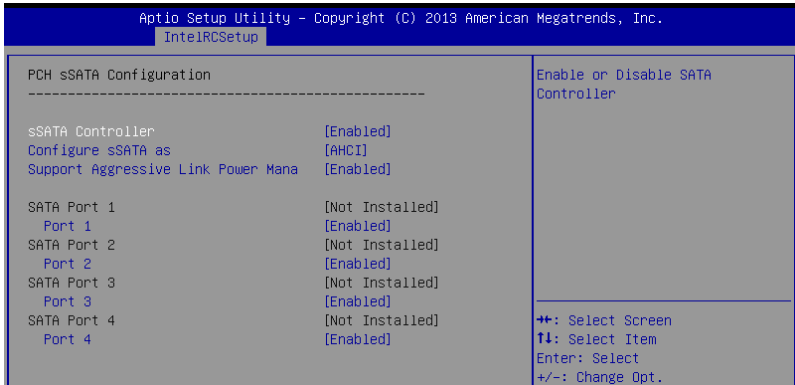 Aptio Setup Utility – Copyright (C) 2013 American Megatrends, Inc.
IntelRCSetup
PCH sSATA Configuration
--------------------------------------------------
sSATA Controller [Enabled]
Configure sSATA as [AHCI]
Support Aggressive Link Power Mana [Enabled]
SATA Port 1 [Not Installed]
Port 1 [Enabled]
SATA Port 2 [Not Installed]
Port 2 [Enabled]
SATA Port 3 [Not Installed]
Port 3 [Enabled]
SATA Port 4 [Not Installed]
Port 4 [Enabled]
Enable or Disable SATA
Controller
→←: Select Screen
↑↓: Select Item
Enter: Select
+/-: Change Opt.